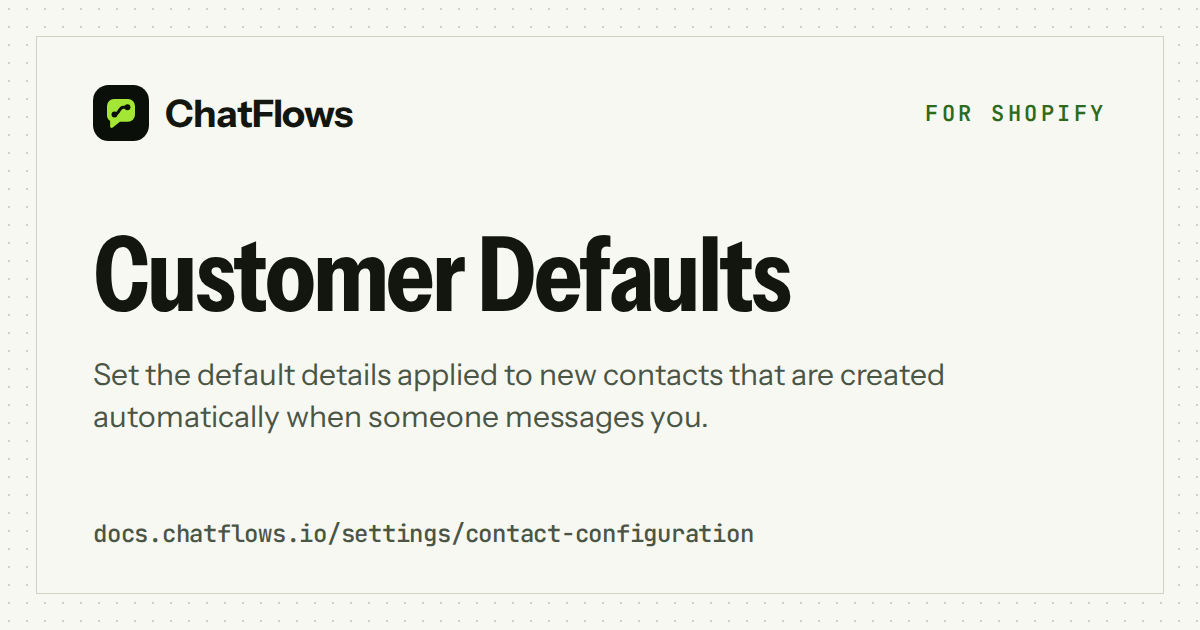 ChatFlows
FOR SHOPIFY
Customer Defaults
Set the default details applied to new contacts that are created
automatically when someone messages you.
docs.chatflows.io/settings/contact-configuration